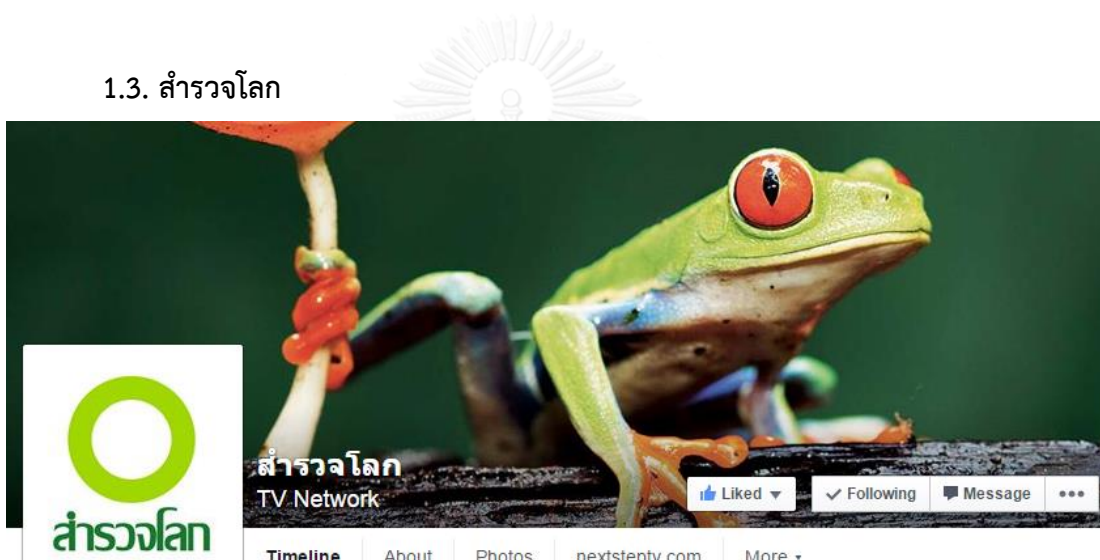 1.3. สำรวจโลก
สำรวจโลก
TV Network
Liked
Following
Message
สำรวจโลก
Timeline About Photos nextsteptv.com More